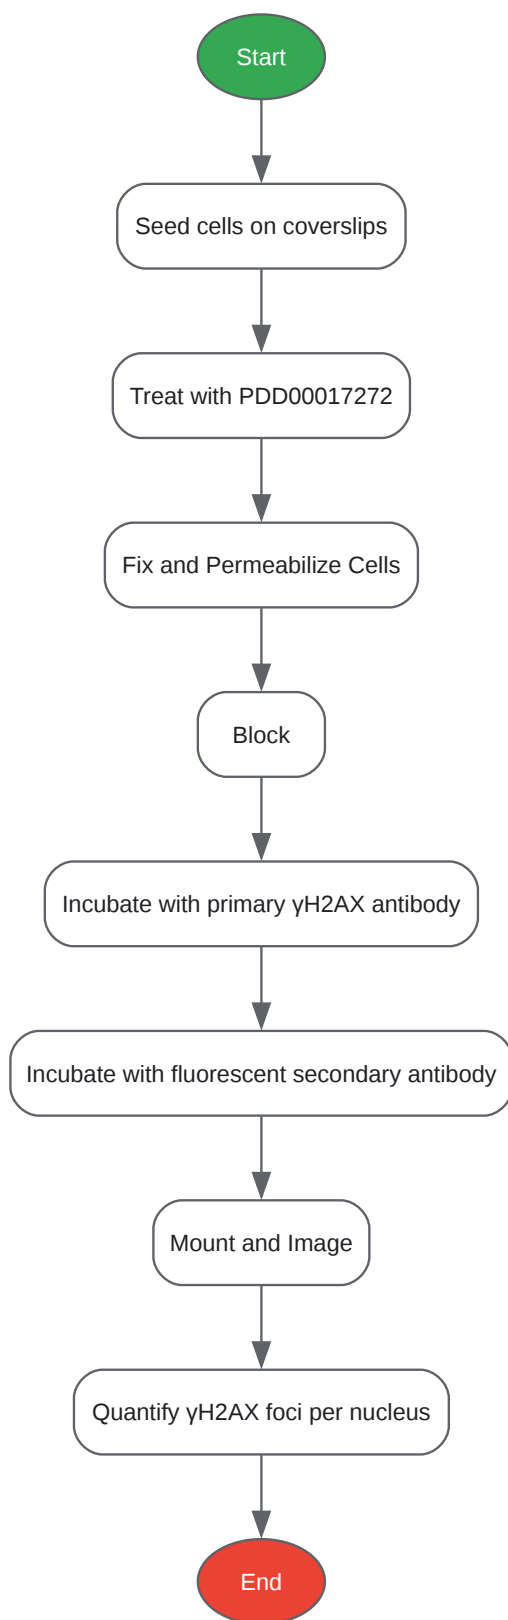 Start
Seed cells on coverslips
Treat with PDD00017272
Fix and Permeabilize Cells
Block
Incubate with primary γH2AX antibody
Incubate with fluorescent secondary antibody
Mount and Image
Quantify γH2AX foci per nucleus
End